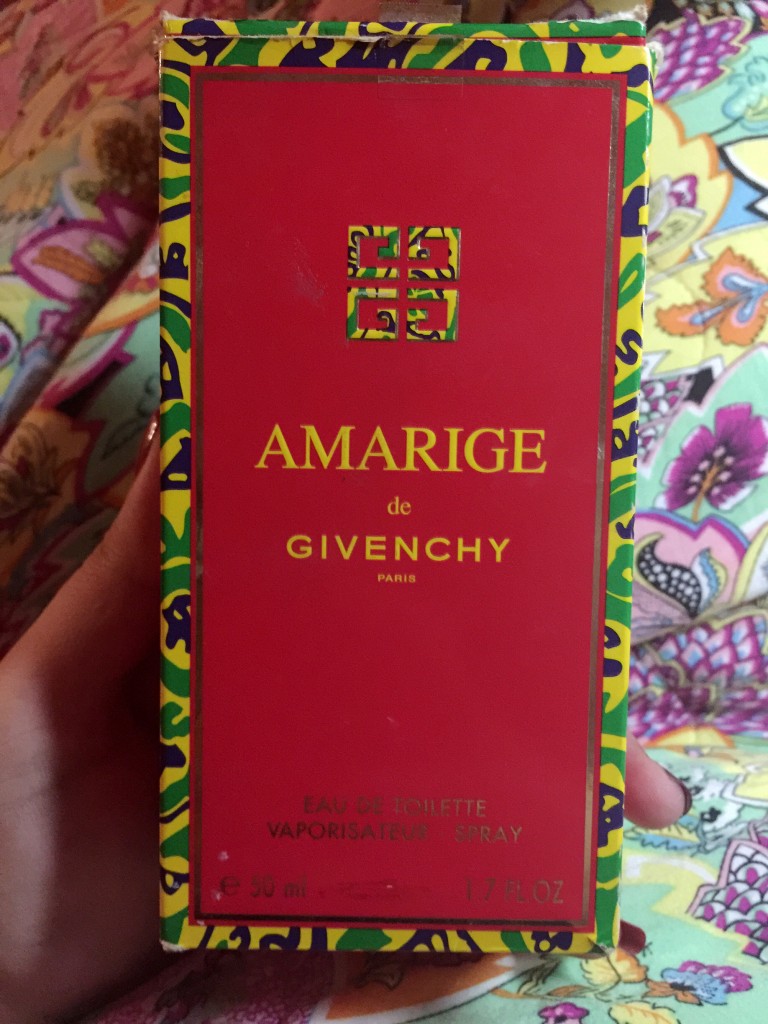 AMARIGE
de
GIVENCHY
PARIS
EAU DE TOILETTE
VAPORISATEUR SPRAY
e 50 ml 1.7 FL OZ